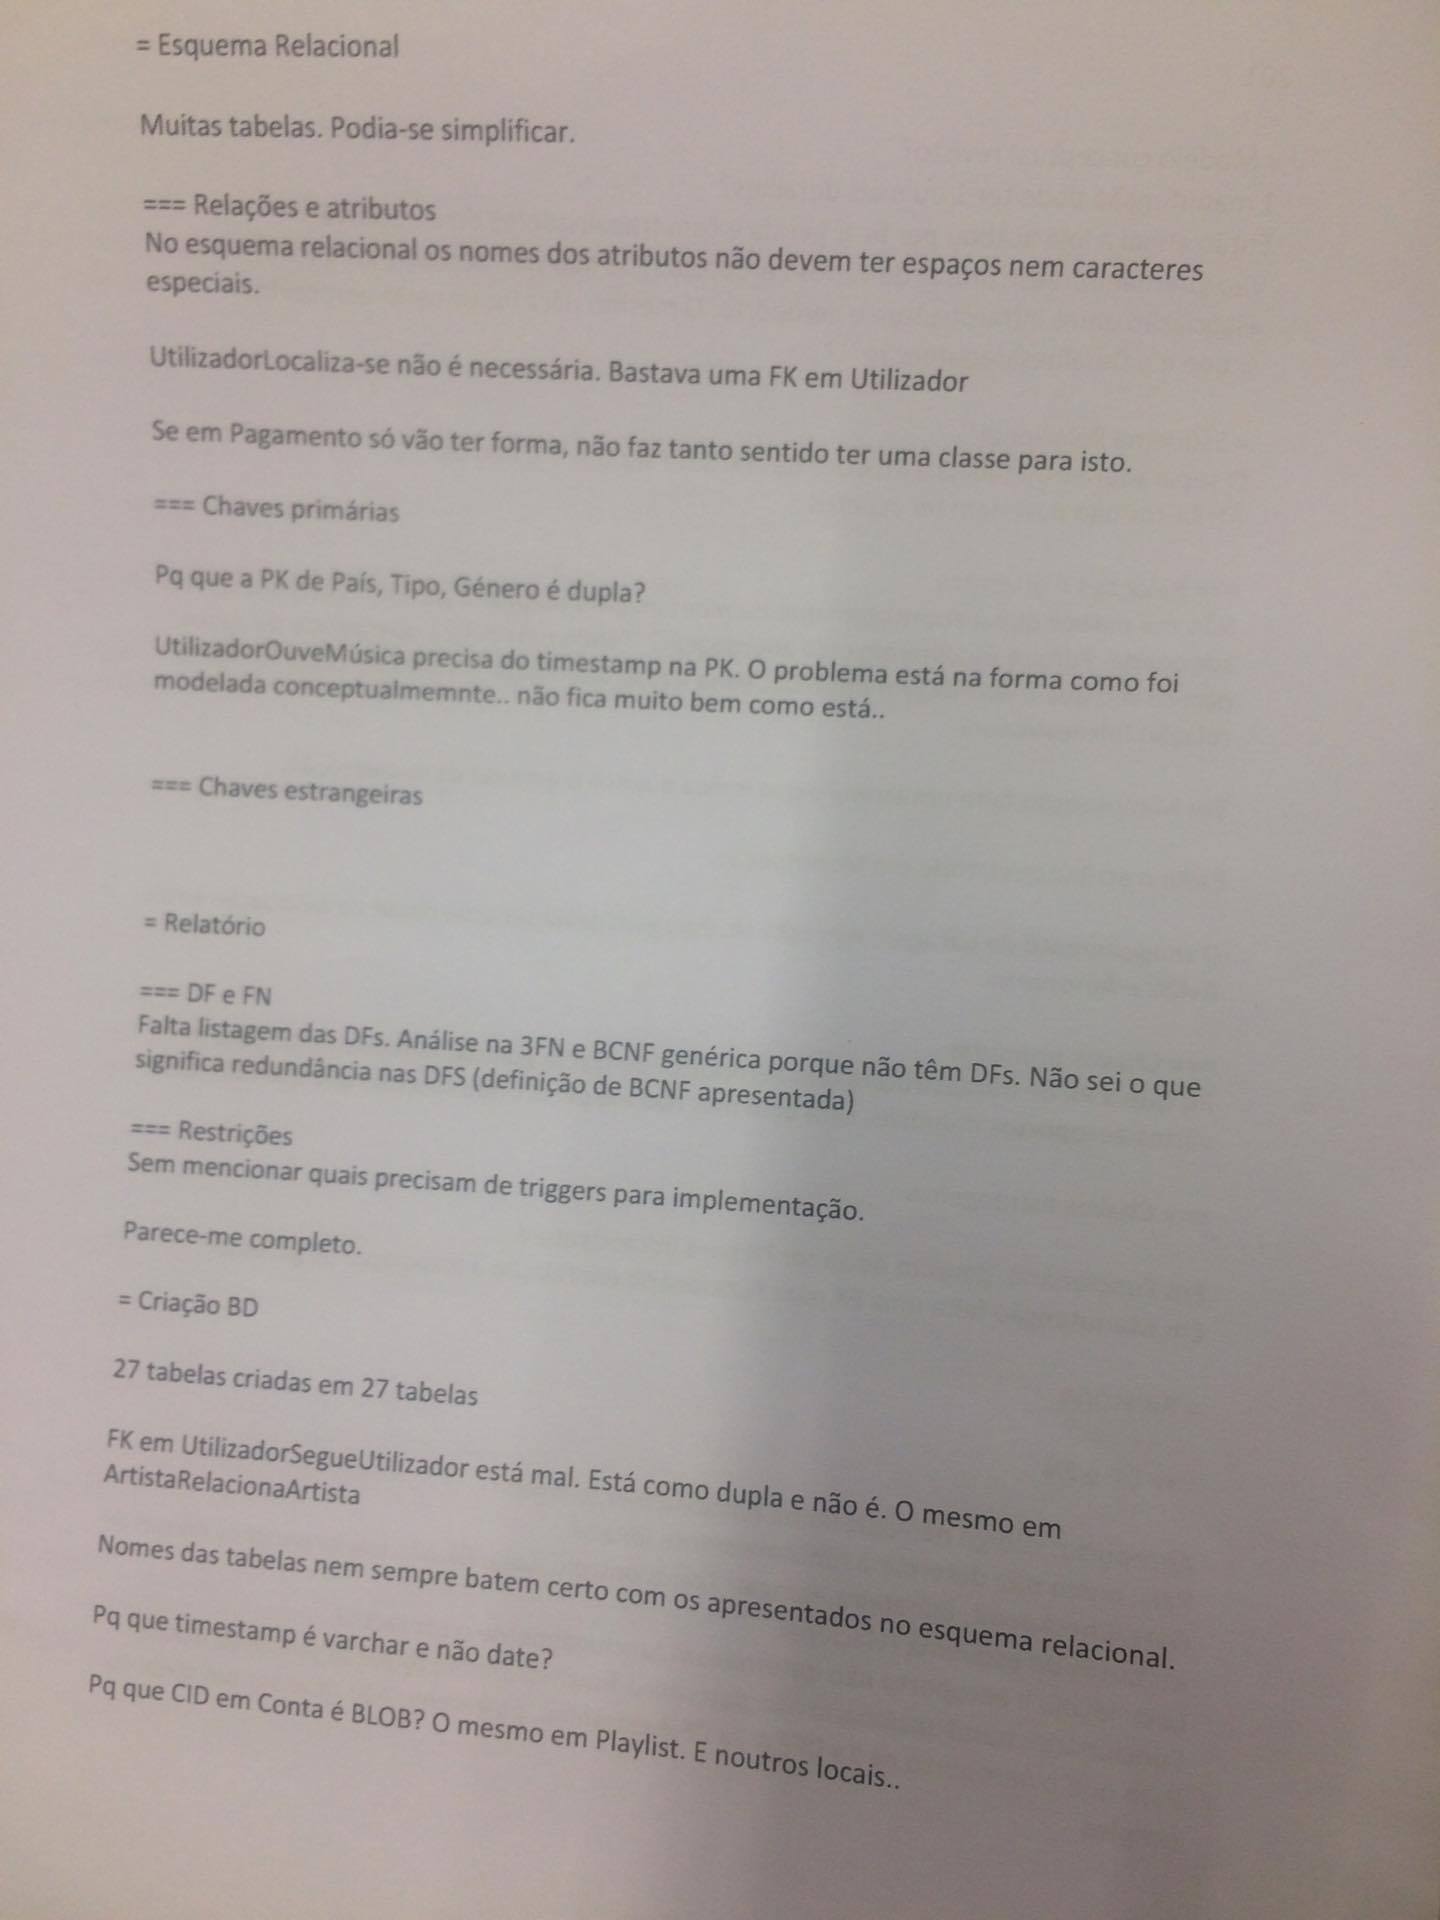 = Esquema Relacional
Muitas tabelas. Podia-se simplificar.
=== Relações e atributos
No esquema relacional os nomes dos atributos não devem ter espaços nem caracteres
especiais.
UtilizadorLocaliza-se não é necessária. Bastava uma FK em Utilizador
Se em Pagamento só vão ter forma, não faz tanto sentido ter uma classe para isto.
=== Chaves primárias
Pq que a PK de País, Tipo, Género é dupla?
UtilizadorOuveMúsica precisa do timestamp na PK. O problema está na forma como foi
modelada conceptualmemnte.. não fica muito bem como está..
=== Chaves estrangeiras
= Relatório
=== DF e FN
Falta listagem das DFs. Análise na 3FN e BCNF genérica porque não têm DFs. Não sei o que
significa redundância nas DFS (definição de BCNF apresentada)
=== Restrições
Sem mencionar quais precisam de triggers para implementação.
Parece-me completo.
= Criação BD
27 tabelas criadas em 27 tabelas
FK em UtilizadorSegueUtilizador está mal. Está como dupla e não é. O mesmo em
ArtistaRelacionaArtista
Nomes das tabelas nem sempre batem certo com os apresentados no esquema relacional.
Pq que timestamp é varchar e não date?
Pq que CID em Conta é BLOB? O mesmo em Playlist. E noutros locais..